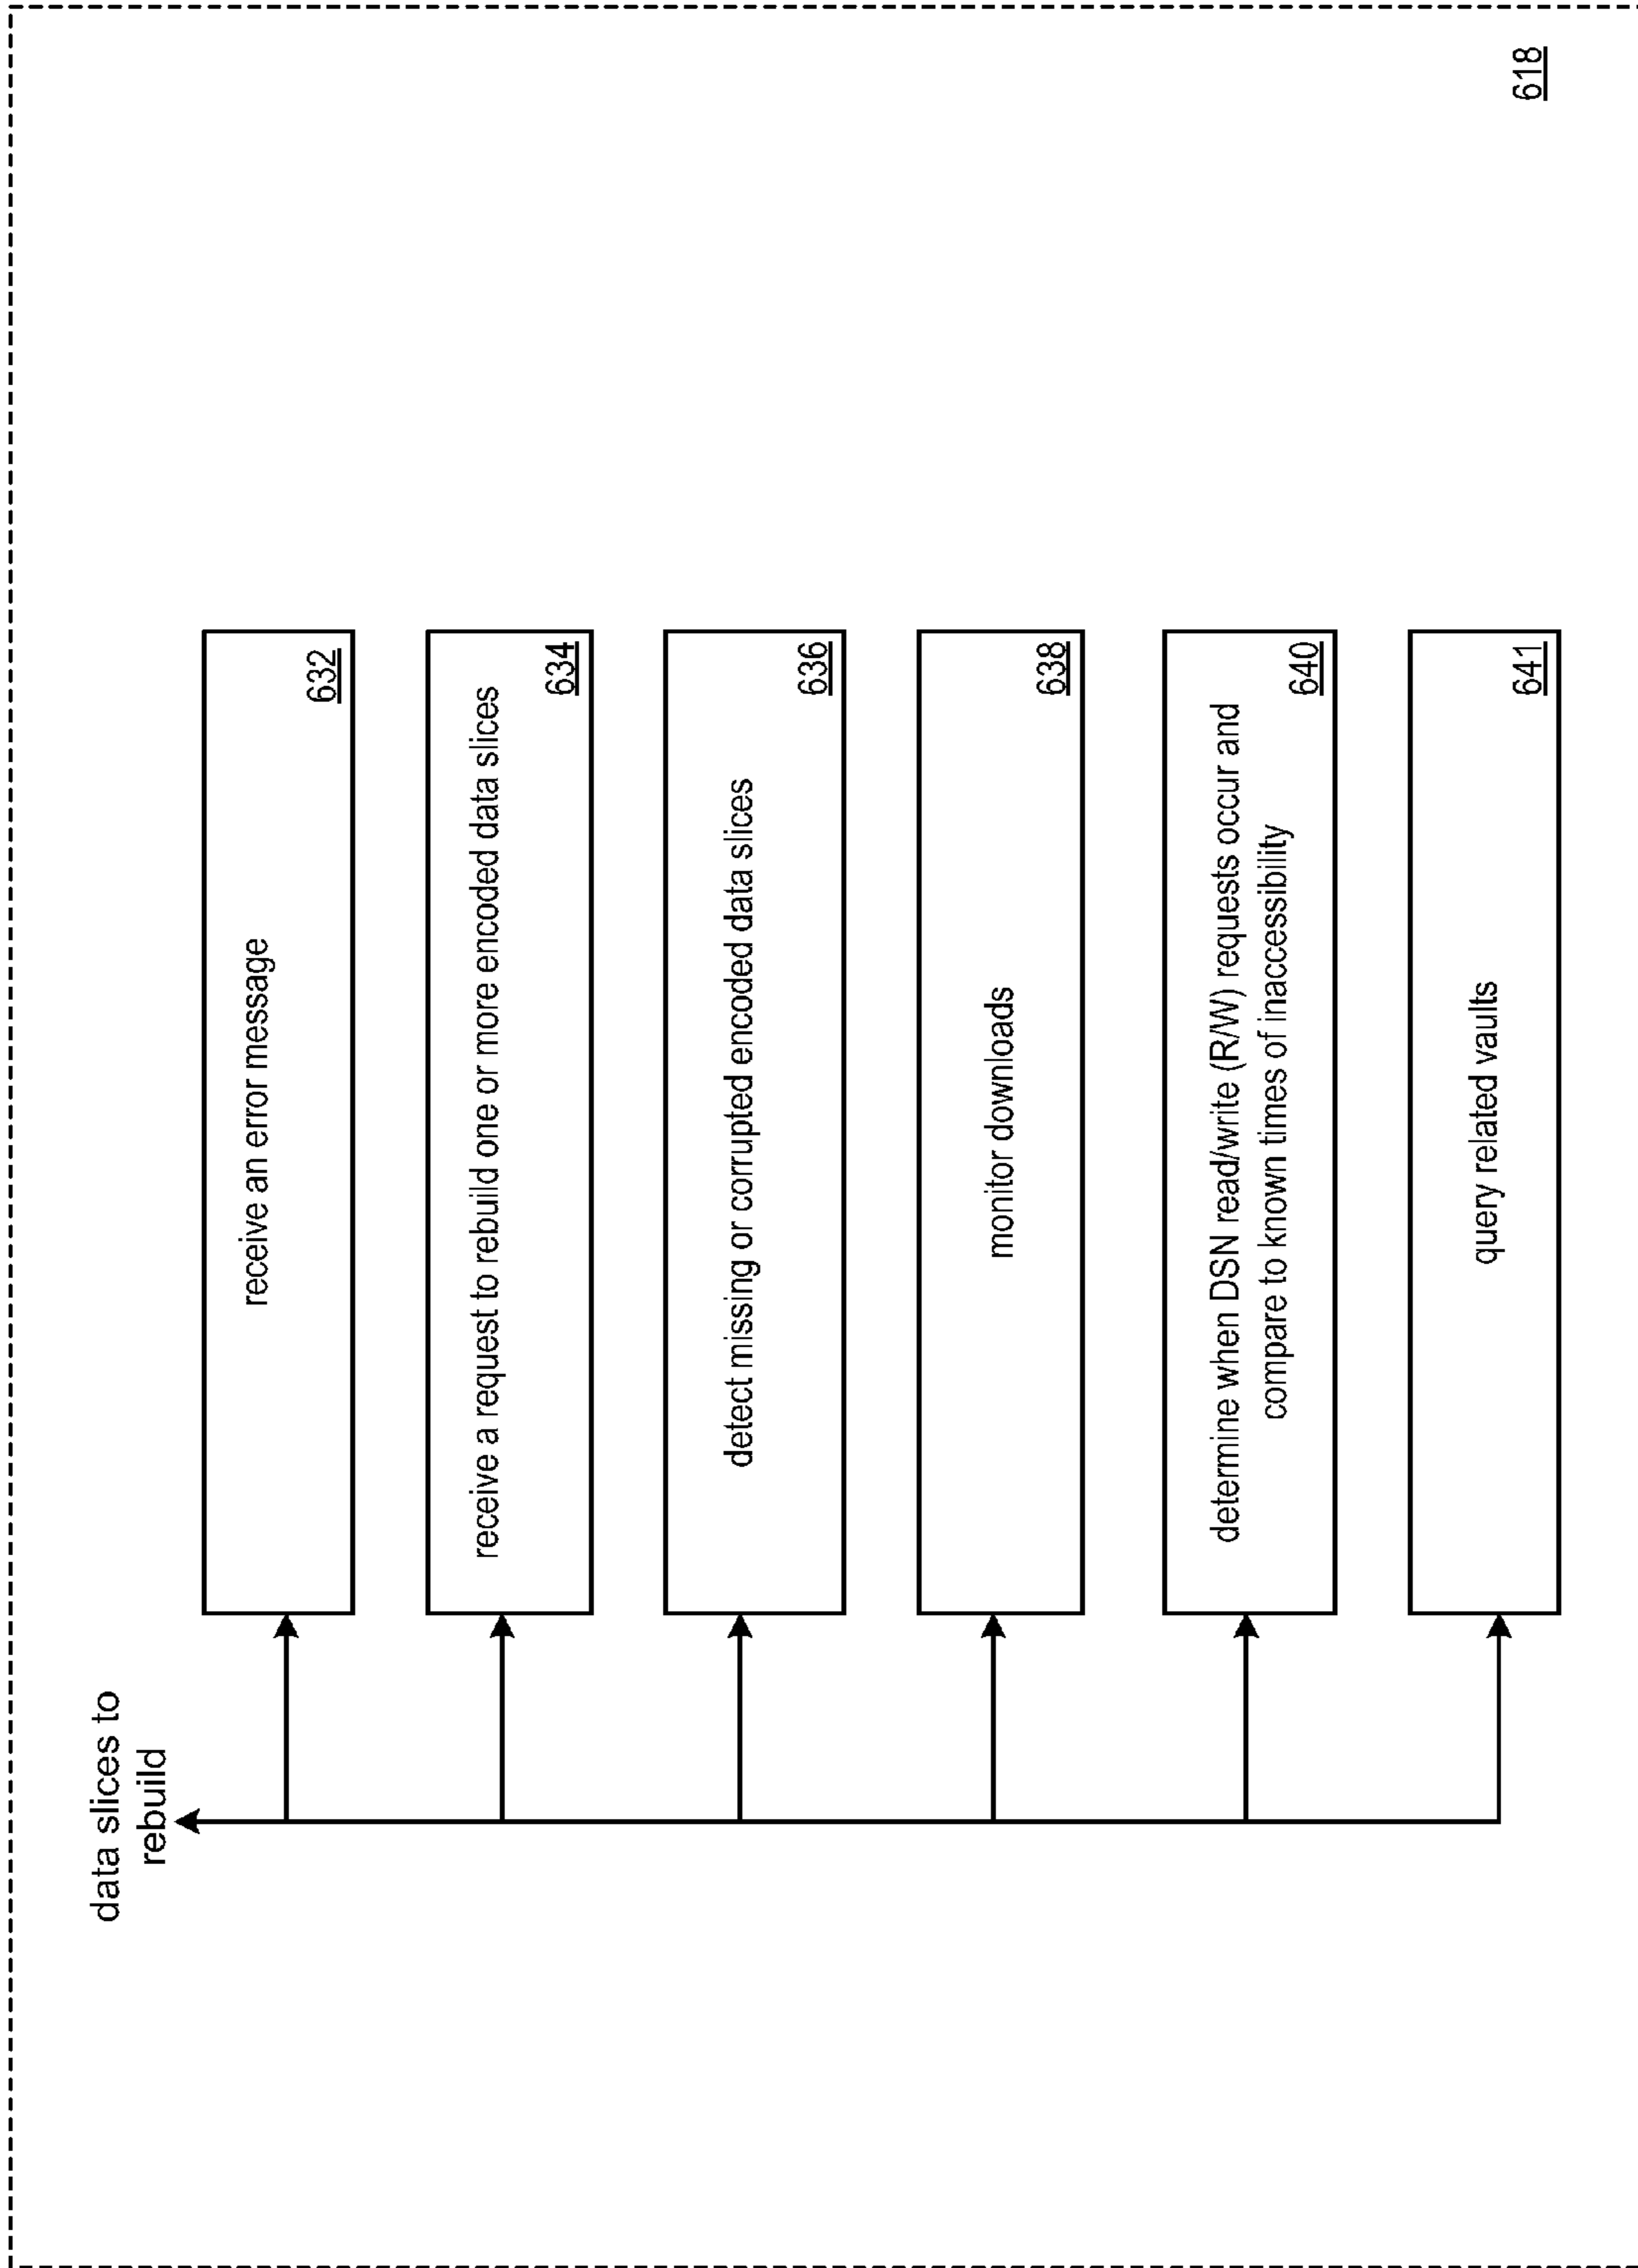 data slices to
rebuild
receive an error message
632
receive a request to rebuild one or more encoded data slices
634
detect missing or corrupted encoded data slices
636
monitor downloads
638
determine when DSN read/write (R/W) requests occur and
compare to known times of inaccessibility
640
query related vaults
641
618